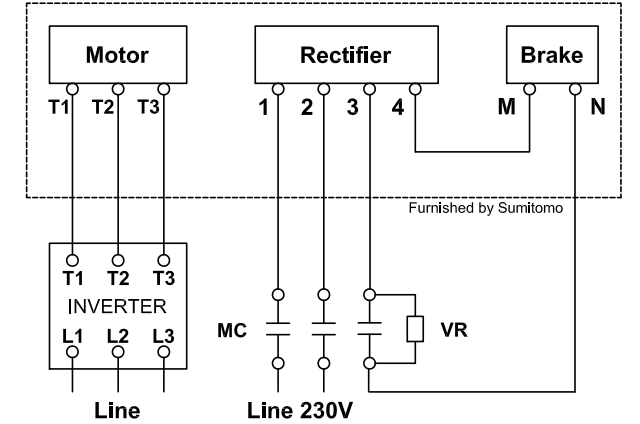 Motor Rectifier Brake
T1 T2 T3 1 2 3 4 M N
Furnished by Sumitomo
T1 T2 T3
INVERTER
L1 L2 L3
MC VR
Line Line 230V